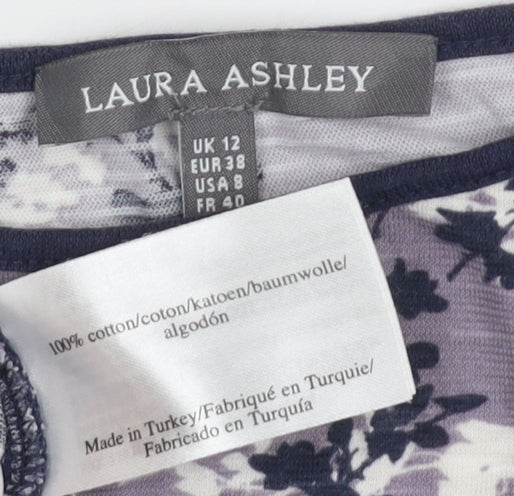 LAURA ASHLEY
UK 12
EUR 38
USA 8
FR 40
100% cotton/coton/katoen/baumwolle/
algodón
Made in Turkey/Fabriqué en Turquie/
Fabricado en Turquía